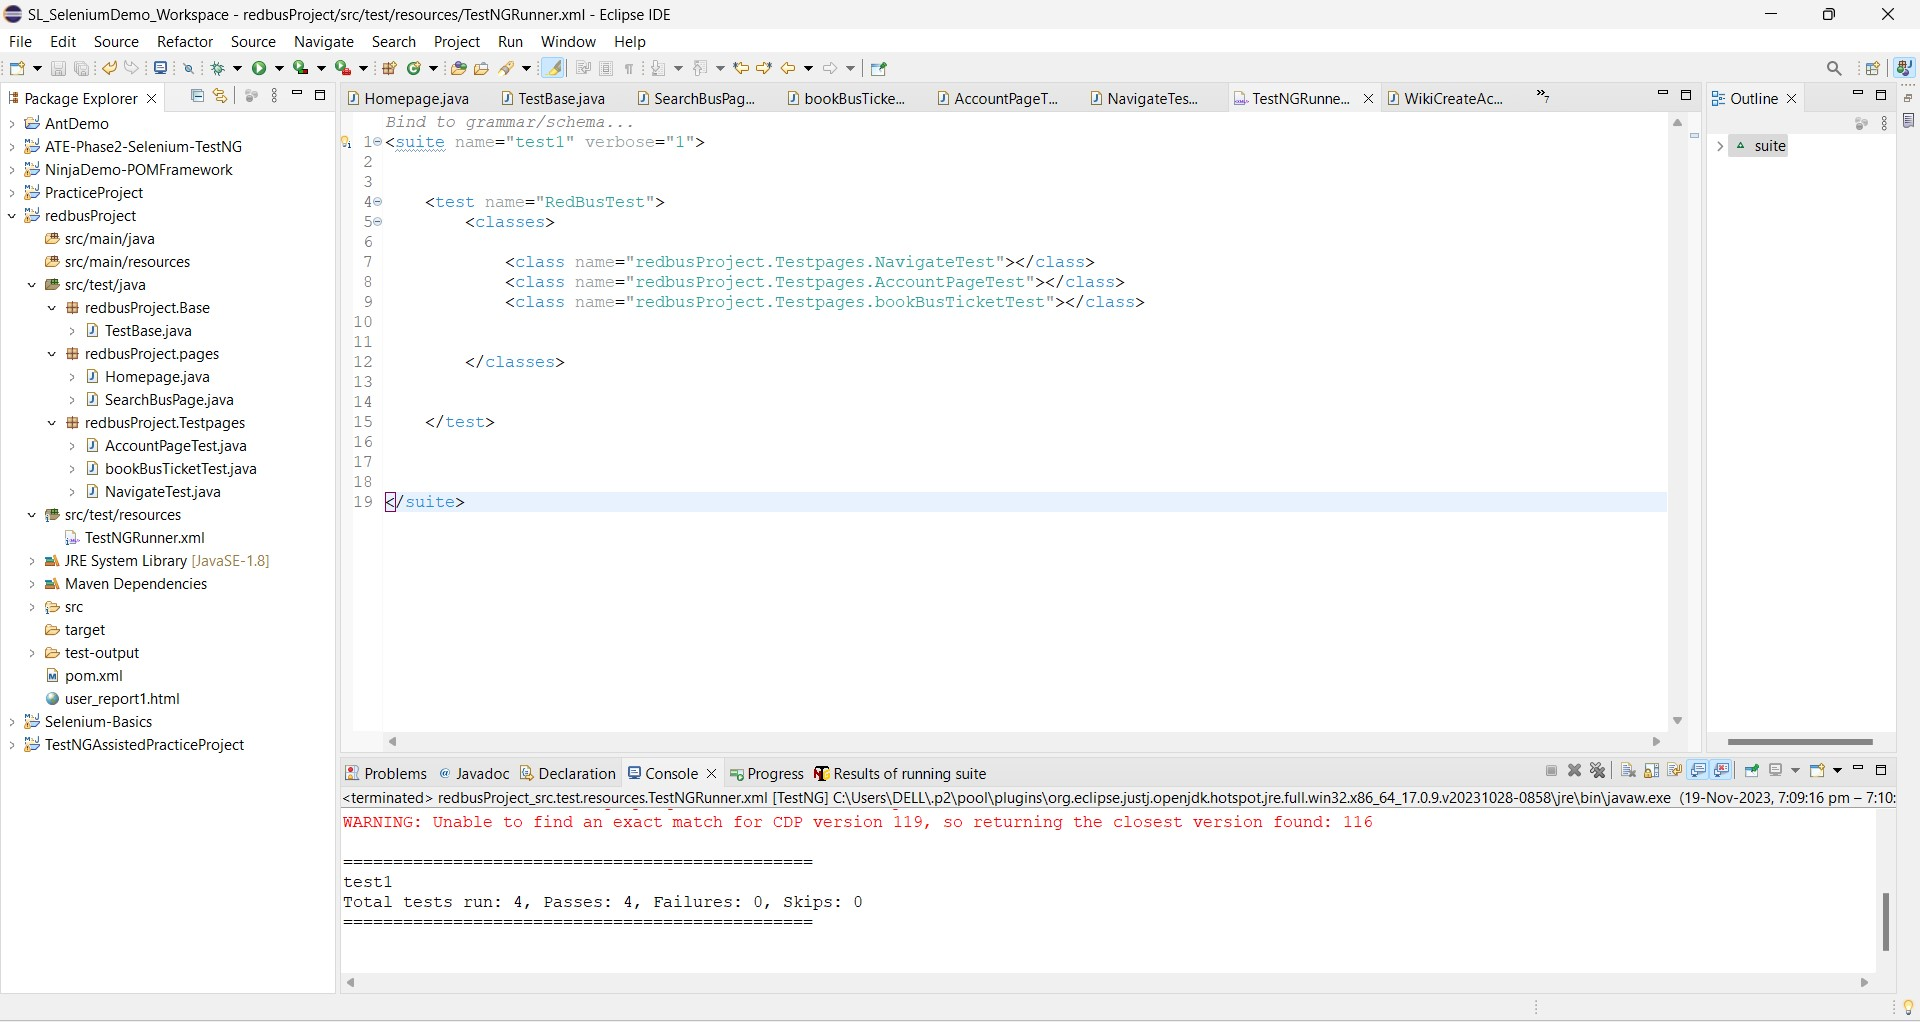 SL_SeleniumDemo_Workspace - redbusProject/src/test/resources/TestNGRunner.xml - Eclipse IDE
File Edit Source Refactor Source Navigate Search Project Run Window Help
Package Explorer
AntDemo
ATE-Phase2-Selenium-TestNG
NinjaDemo-POMFramework
PracticeProject
redbusProject
src/main/java
src/main/resources
src/test/java
redbusProject.Base
TestBase.java
redbusProject.pages
Homepage.java
SearchBusPage.java
redbusProject.Testpages
AccountPageTest.java
bookBusTicketTest.java
NavigateTest.java
src/test/resources
TestNGRunner.xml
JRE System Library [JavaSE-1.8]
Maven Dependencies
src
target
test-output
pom.xml
user_report1.html
Selenium-Basics
TestNGAssistedPracticeProject
Homepage.java TestBase.java SearchBusPag... bookBusTicke... AccountPageT... NavigateTes... TestNGRunne... WikiCreateAc... »7
Bind to grammar/schema...
1 <suite name="test1" verbose="1">
2
3
4 <test name="RedBusTest">
5 <classes>
6
7 <class name="redbusProject.Testpages.NavigateTest"></class>
8 <class name="redbusProject.Testpages.AccountPageTest"></class>
9 <class name="redbusProject.Testpages.bookBusTicketTest"></class>
10
11
12 </classes>
13
14
15 </test>
16
17
18
19 </suite>
Outline
suite
Problems @ Javadoc Declaration Console Progress Results of running suite
<terminated> redbusProject_src.test.resources.TestNGRunner.xml [TestNG] C:\Users\DELL\.p2\pool\plugins\org.eclipse.justj.openjdk.hotspot.jre.full.win32.x86_64_17.0.9.v20231028-0858\jre\bin\javaw.exe (19-Nov-2023, 7:09:16 pm – 7:10:
WARNING: Unable to find an exact match for CDP version 119, so returning the closest version found: 116
===============================================
test1
Total tests run: 4, Passes: 4, Failures: 0, Skips: 0
===============================================